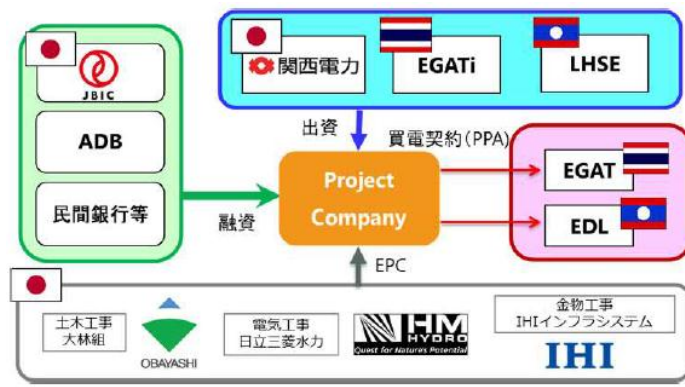 JBIC
ADB
民間銀行等
融資
関西電力
EGATi
LHSE
出資
買電契約(PPA)
Project
Company
EGAT
EDL
EPC
土木工事
大林組
OBAYASHI
電気工事
日立三菱水力
HM
HYDRO
Quest for Nature's Potential
金物工事
IHIインフラシステム
IHI